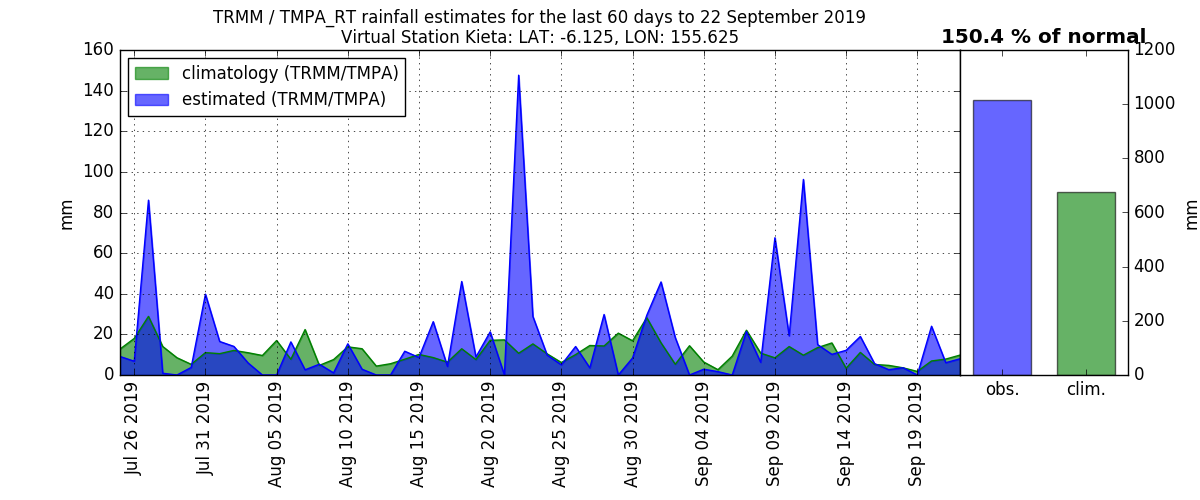 TRMM / TMPA_RT rainfall estimates for the last 60 days to 22 September 2019
Virtual Station Kieta: LAT: -6.125, LON: 155.625
150.4 % of normal
climatology (TRMM/TMPA)
estimated (TRMM/TMPA)
160
140
120
100
80
60
40
20
0
mm
1200
1000
800
600
400
200
0
mm
Jul 26 2019
Jul 31 2019
Aug 05 2019
Aug 10 2019
Aug 15 2019
Aug 20 2019
Aug 25 2019
Aug 30 2019
Sep 04 2019
Sep 09 2019
Sep 14 2019
Sep 19 2019
obs.
clim.